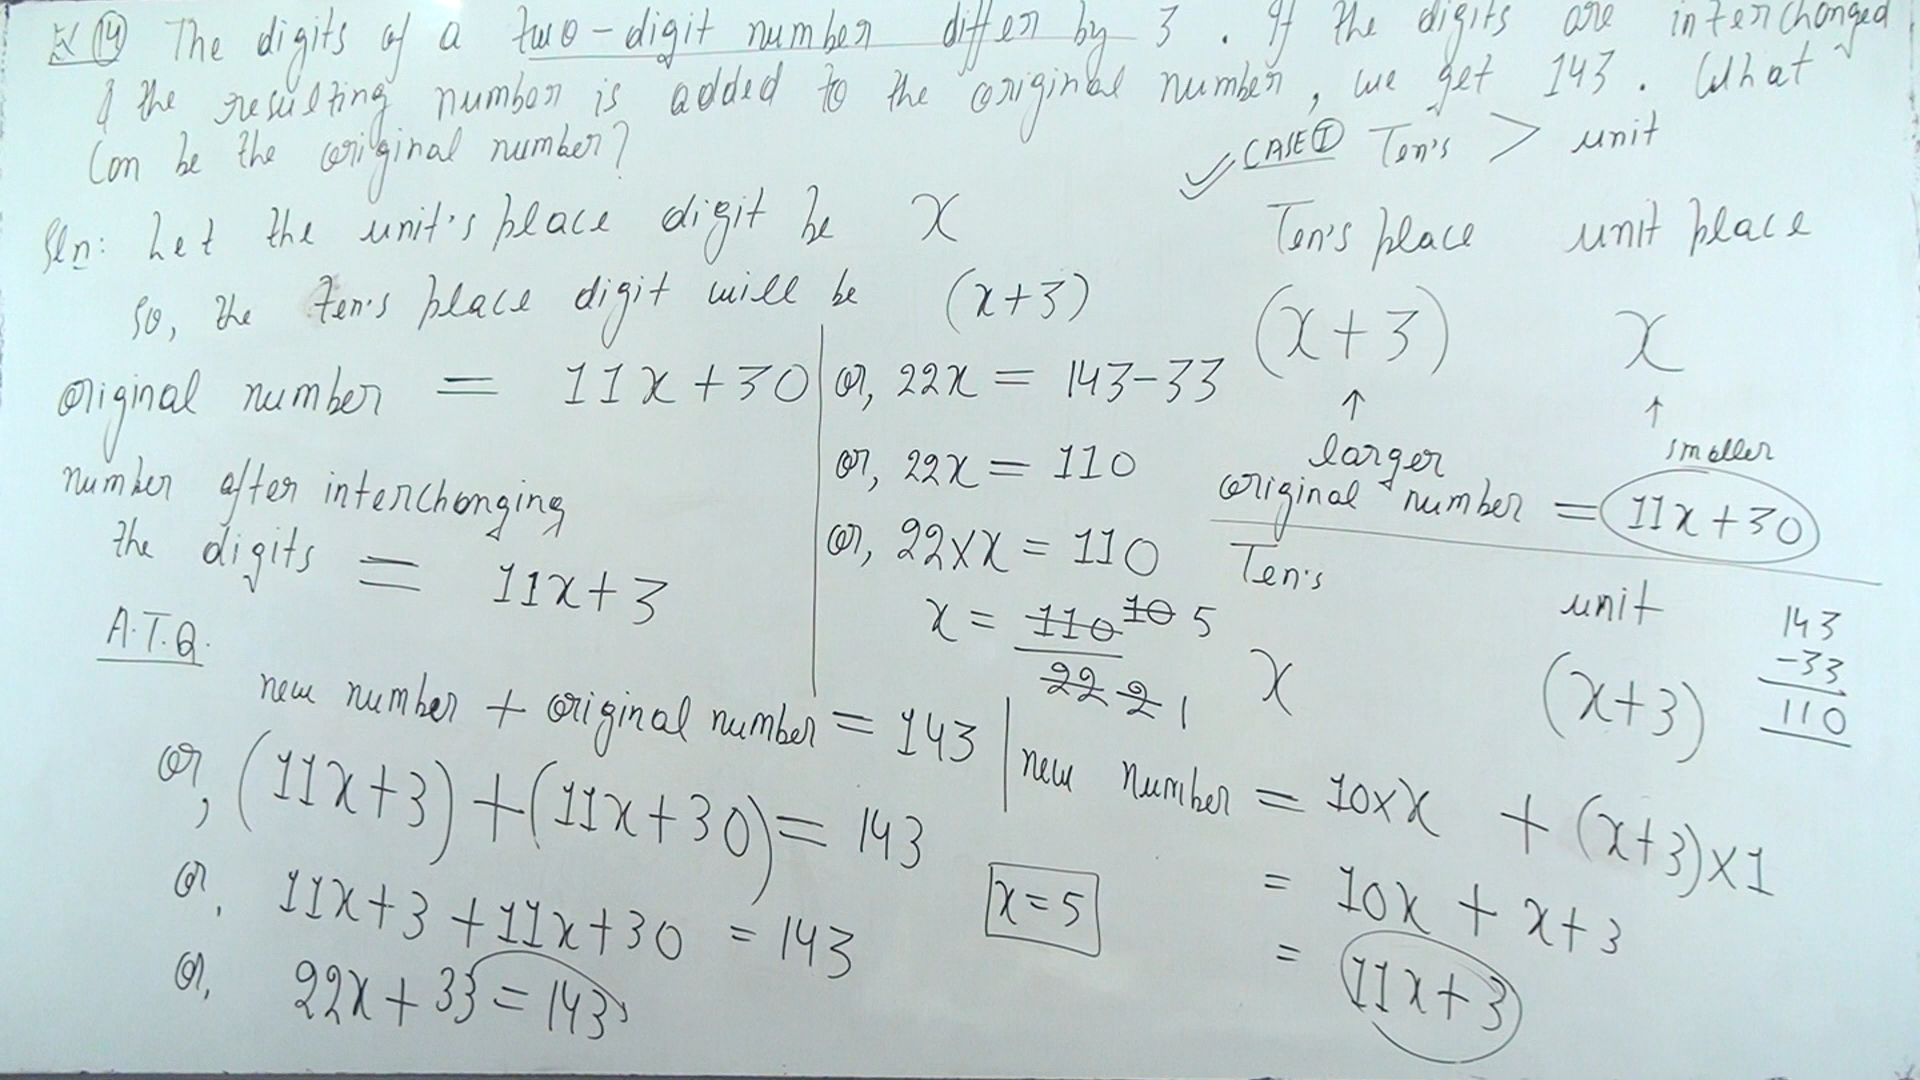 Ex 14 The digits of a two-digit number differ by 3. If the digits are interchanged
& the resulting number is added to the original number, we get 143. What
can be the original number?
CASE I Ten's > unit
Soln: Let the unit's place digit be x
So, the Ten's place digit will be (x+3)
original number = 11x+30
number after interchonging
the digits = 11x+3
A.T.Q.
new number + original number = 143
or, (11x+3)+(11x+30) = 143
or, 11x+3+11x+30 = 143
or, 22x+33 = 143
or, 22x = 143-33
or, 22x = 110
or, 22×x = 110
x = 110 10 5
22 2 1
x=5
Ten's place unit place
(x+3) x
↑ ↑
larger smaller
original number = 11x+30
Ten's unit
x (x+3)
143
-33
110
new number = 10×x + (x+3)×1
= 10x + x+3
= 11x+3